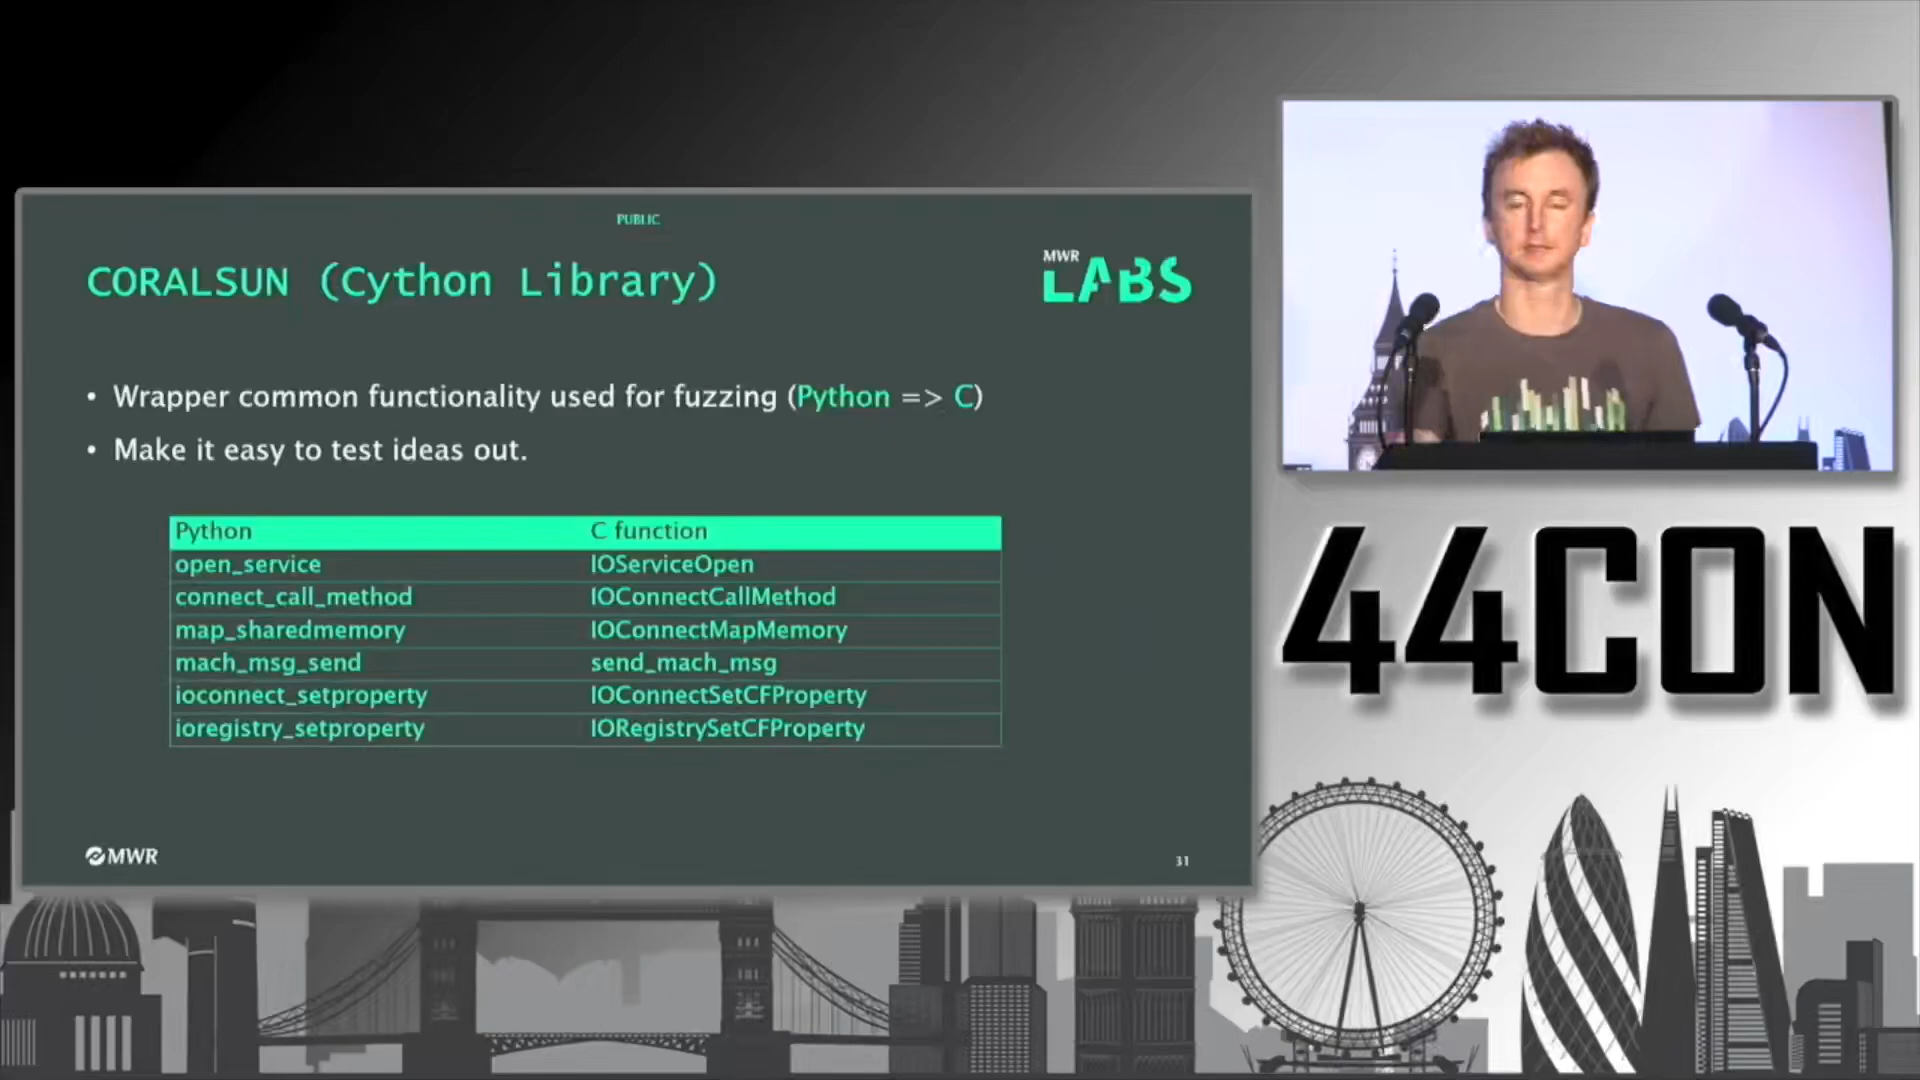 PUBLIC
CORALSUN (Cython Library)
MWR
LABS
• Wrapper common functionality used for fuzzing (Python => C)
• Make it easy to test ideas out.
Python C function
open_service IOServiceOpen
connect_call_method IOConnectCallMethod
map_sharedmemory IOConnectMapMemory
mach_msg_send send_mach_msg
ioconnect_setproperty IOConnectSetCFProperty
ioregistry_setproperty IORegistrySetCFProperty
MWR
31
44CON